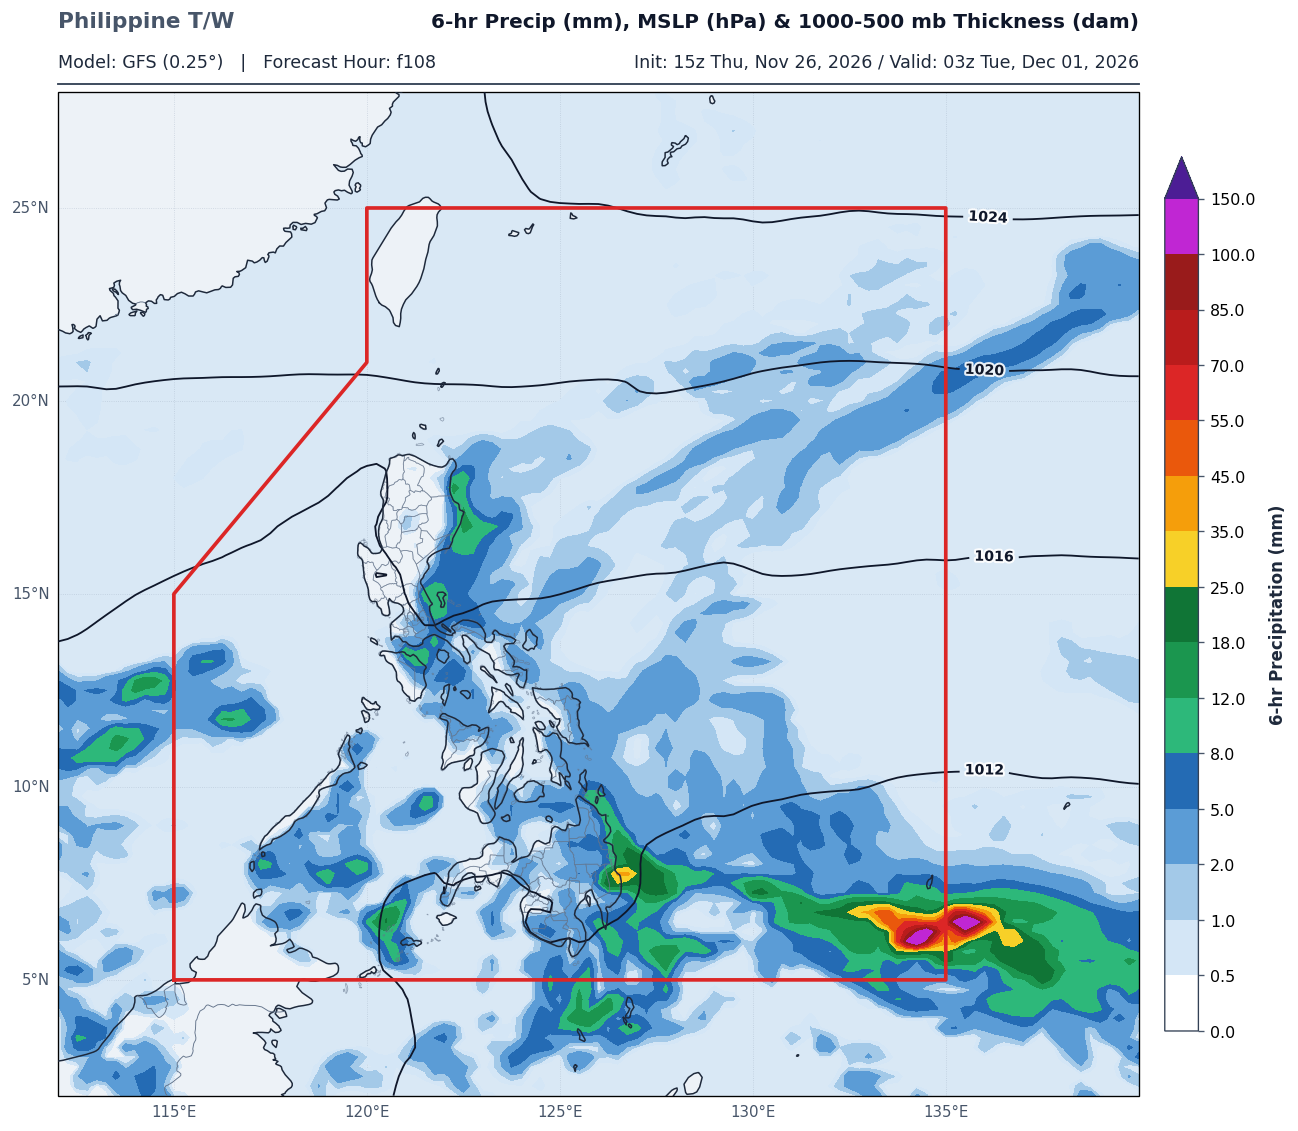 Philippine T/W
6-hr Precip (mm), MSLP (hPa) & 1000-500 mb Thickness (dam)
Model: GFS (0.25°) | Forecast Hour: f108
Init: 15z Thu, Nov 26, 2026 / Valid: 03z Tue, Dec 01, 2026
25°N
20°N
15°N
10°N
5°N
115°E
120°E
125°E
130°E
135°E
1024
1020
1016
1012
150.0
100.0
85.0
70.0
55.0
45.0
35.0
25.0
18.0
12.0
8.0
5.0
2.0
1.0
0.5
0.0
6-hr Precipitation (mm)